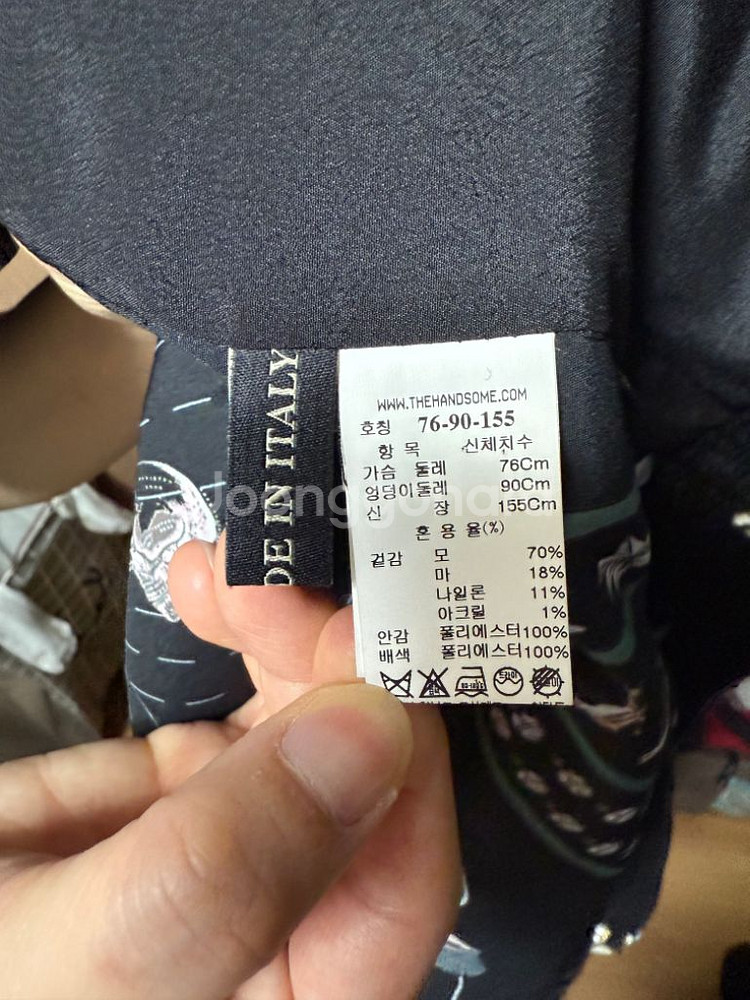 DE IN ITALY
WWW.THEHANDSOME.COM
호칭 76-90-155
항 목 신체치수
가슴 둘레 76Cm
엉덩이둘레 90Cm
신 장 155Cm
혼 용 율(%)
겉감 모 70%
마 18%
나일론 11%
아크릴 1%
안감 폴리에스터100%
배색 폴리에스터100%
Joonggona